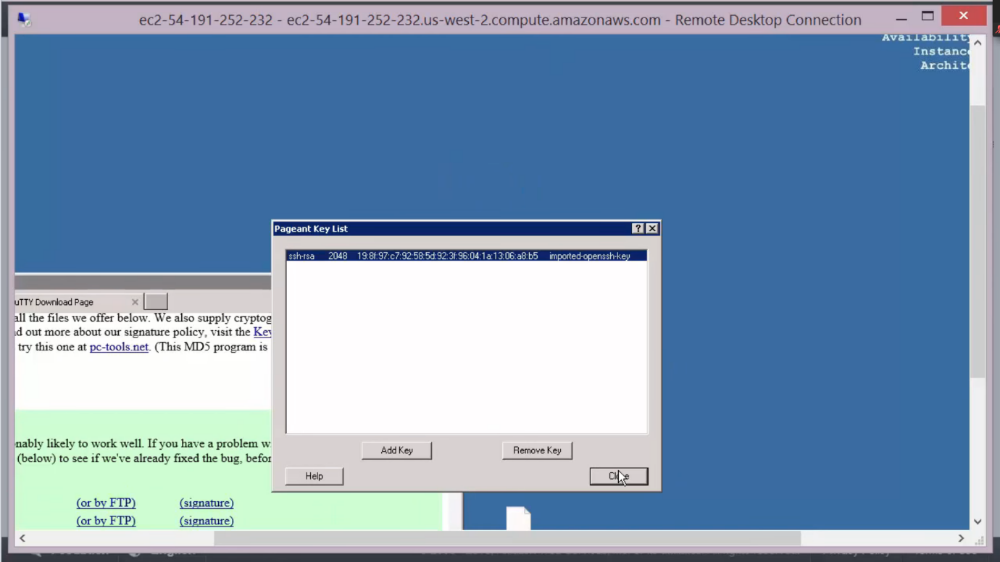 ec2-54-191-252-232 - ec2-54-191-252-232.us-west-2.compute.amazonaws.com - Remote Desktop Connection
Availability
Instance
Archite
Pageant Key List
ssh-rsa 2048 19:8f:97:c7:92:58:5d:92:3f:96:04:1a:13:06:a8:b5 imported-openssh-key
uTTY Download Page
all the files we offer below. We also supply cryptog
d out more about our signature policy, visit the Key
try this one at pc-tools.net. (This MD5 program is
Add Key
Remove Key
nably likely to work well. If you have a problem w
(below) to see if we've already fixed the bug, befor
Help
Close
(or by FTP) (signature)
(or by FTP) (signature)